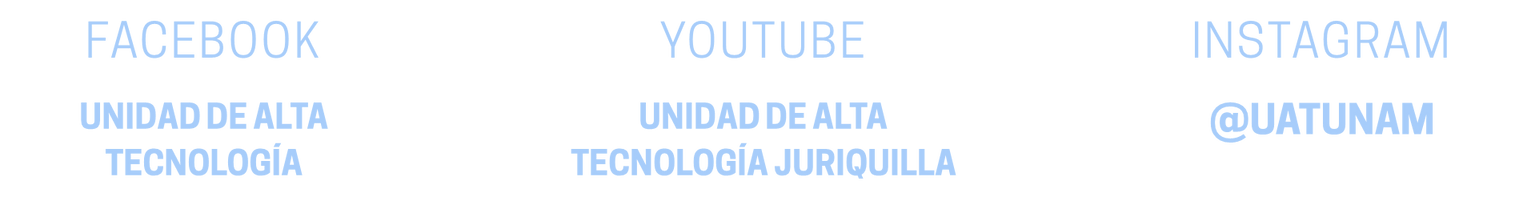 FACEBOOK
UNIDAD DE ALTA
TECNOLOGÍA
YOUTUBE
UNIDAD DE ALTA
TECNOLOGÍA JURIQUILLA
INSTAGRAM
@UATUNAM